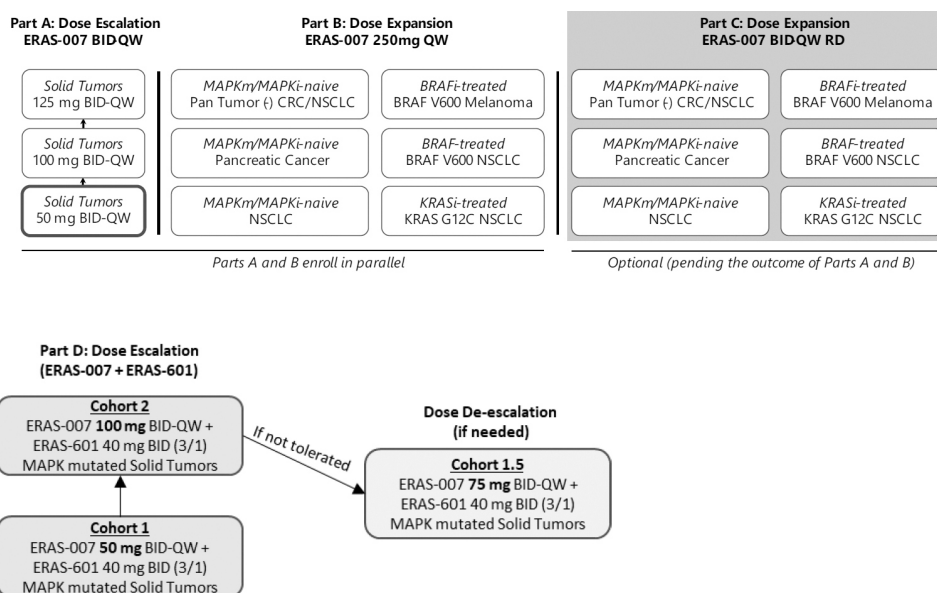 Part A: Dose Escalation
ERAS-007 BID-QW
Solid Tumors
125 mg BID-QW
Solid Tumors
100 mg BID-QW
Solid Tumors
50 mg BID-QW
Part B: Dose Expansion
ERAS-007 250mg QW
MAPKm/MAPKi-naive
Pan Tumor (-) CRC/NSCLC
BRAFi-treated
BRAF V600 Melanoma
MAPKm/MAPKi-naive
Pancreatic Cancer
BRAF-treated
BRAF V600 NSCLC
MAPKm/MAPKi-naive
NSCLC
KRASi-treated
KRAS G12C NSCLC
Parts A and B enroll in parallel
Part C: Dose Expansion
ERAS-007 BID-QW RD
MAPKm/MAPKi-naive
Pan Tumor (-) CRC/NSCLC
BRAFi-treated
BRAF V600 Melanoma
MAPKm/MAPKi-naive
Pancreatic Cancer
BRAF-treated
BRAF V600 NSCLC
MAPKm/MAPKi-naive
NSCLC
KRASi-treated
KRAS G12C NSCLC
Optional (pending the outcome of Parts A and B)
Part D: Dose Escalation
(ERAS-007 + ERAS-601)
Cohort 2
ERAS-007 100 mg BID-QW +
ERAS-601 40 mg BID (3/1)
MAPK mutated Solid Tumors
If not tolerated
Dose De-escalation
(if needed)
Cohort 1.5
ERAS-007 75 mg BID-QW +
ERAS-601 40 mg BID (3/1)
MAPK mutated Solid Tumors
Cohort 1
ERAS-007 50 mg BID-QW +
ERAS-601 40 mg BID (3/1)
MAPK mutated Solid Tumors